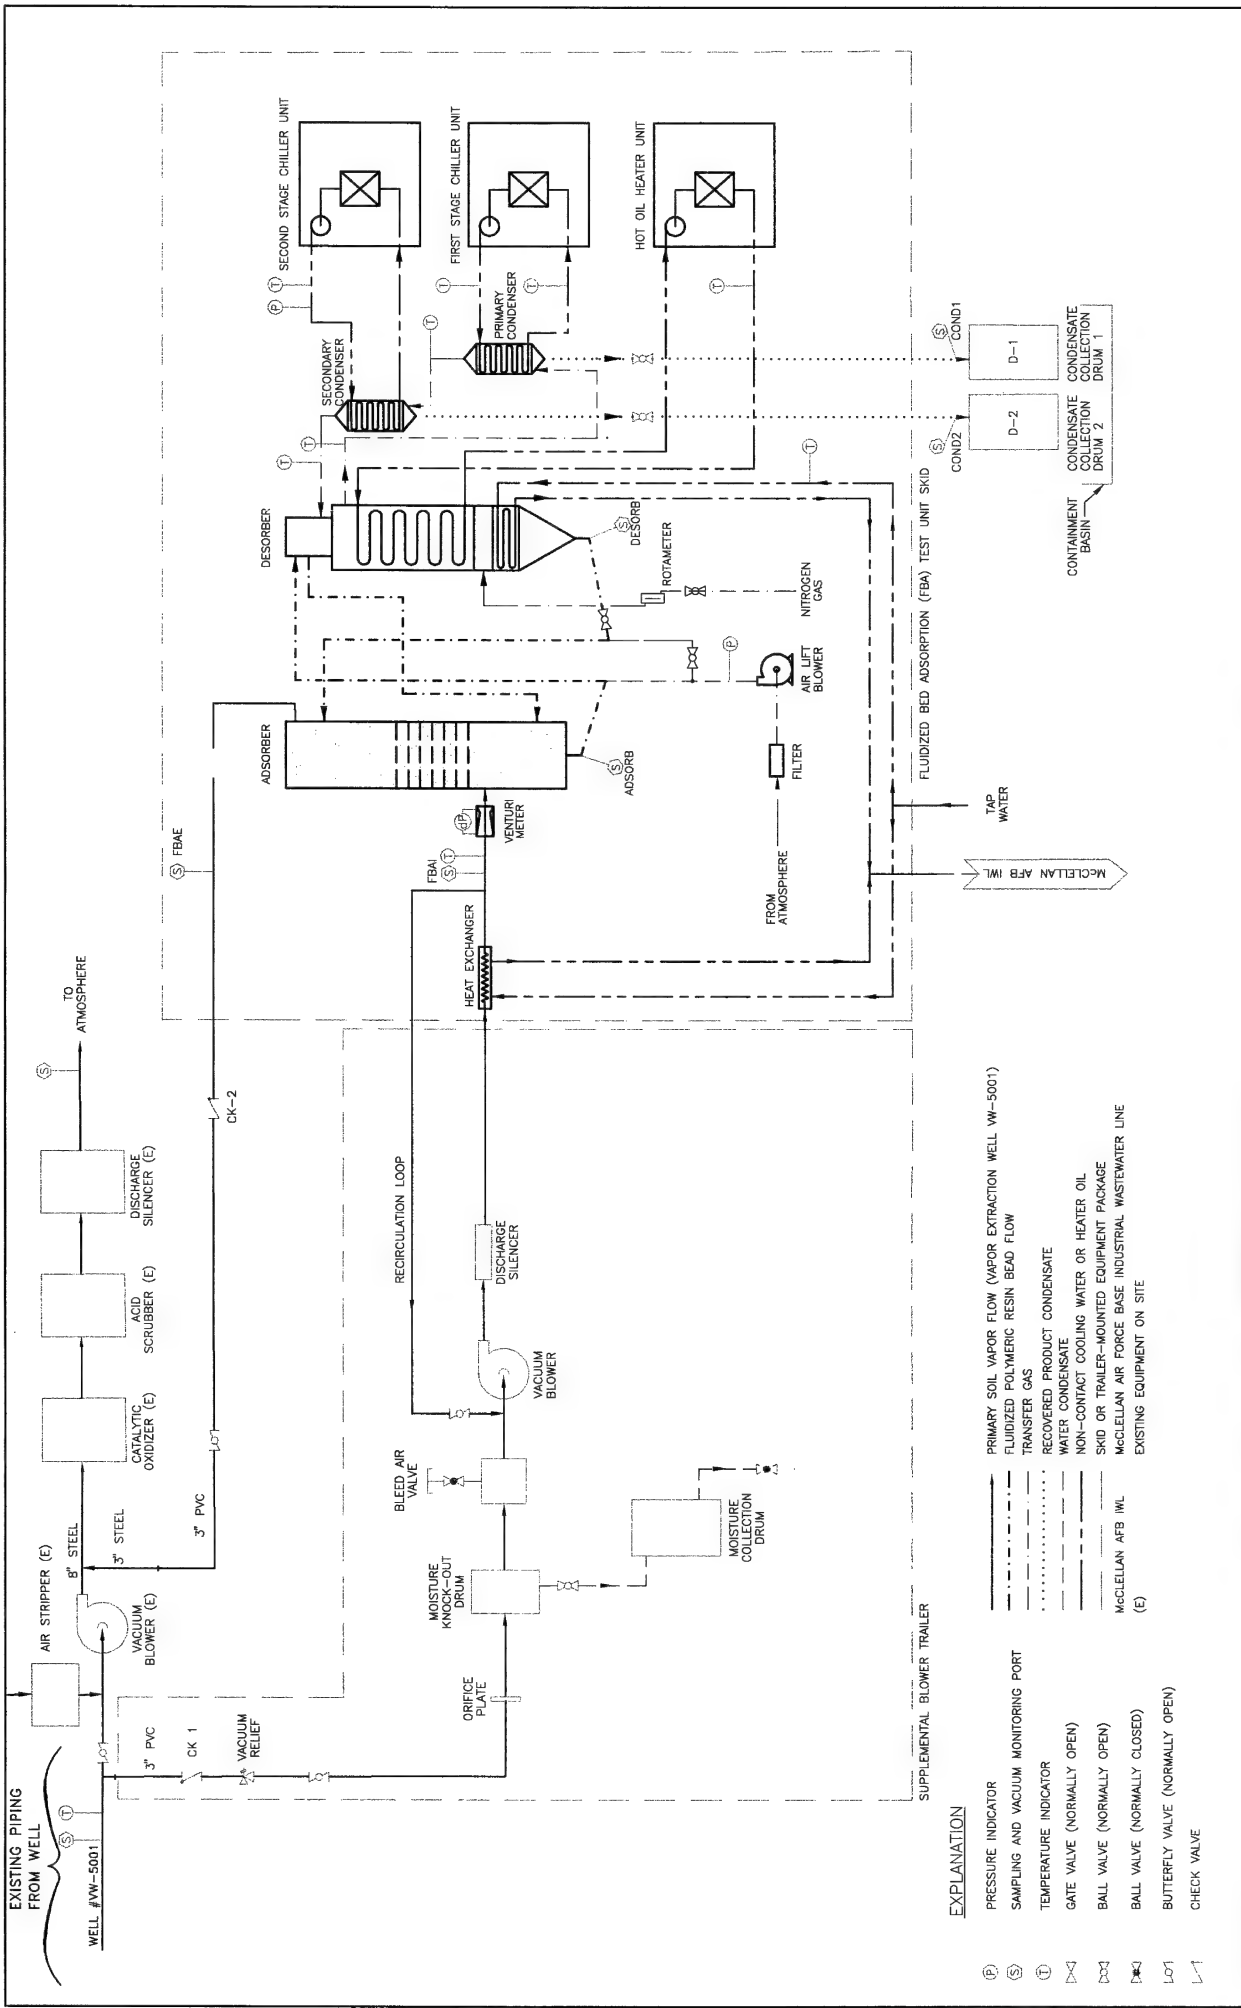 EXISTING PIPING
FROM WELL
WELL #VW-5001
S
T
AIR STRIPPER (E)
VACUUM
BLOWER (E)
8" STEEL
3" STEEL
3" PVC
CATALYTIC
OXIDIZER (E)
ACID
SCRUBBER (E)
DISCHARGE
SILENCER (E)
S
TO
ATMOSPHERE
3" PVC
CK 1
VACUUM
RELIEF
CK-2
S
FBAE
ORIFICE
PLATE
MOISTURE
KNOCK-OUT
DRUM
BLEED AIR
VALVE
MOISTURE
COLLECTION
DRUM
VACUUM
BLOWER
RECIRCULATION LOOP
DISCHARGE
SILENCER
SUPPLEMENTAL BLOWER TRAILER
HEAT EXCHANGER
FBAI
S
T
dP
VENTURI
METER
ADSORBER
S
ADSORB
FROM
ATMOSPHERE
FILTER
AIR LIFT
BLOWER
P
NITROGEN
GAS
ROTAMETER
DESORBER
S
DESORB
T
T
SECONDARY
CONDENSER
P
T
SECOND STAGE CHILLER UNIT
T
PRIMARY
CONDENSER
T
T
FIRST STAGE CHILLER UNIT
HOT OIL HEATER UNIT
T
T
FLUIDIZED BED ADSORPTION (FBA) TEST UNIT SKID
TAP
WATER
McCLELLAN AFB IWL
S
COND2
D-2
CONDENSATE
COLLECTION
DRUM 2
S
COND1
D-1
CONDENSATE
COLLECTION
DRUM 1
CONTAINMENT
BASIN
EXPLANATION
P PRESSURE INDICATOR
S SAMPLING AND VACUUM MONITORING PORT
T TEMPERATURE INDICATOR
GATE VALVE (NORMALLY OPEN)
BALL VALVE (NORMALLY OPEN)
BALL VALVE (NORMALLY CLOSED)
BUTTERFLY VALVE (NORMALLY OPEN)
CHECK VALVE
PRIMARY SOIL VAPOR FLOW (VAPOR EXTRACTION WELL VW-5001)
FLUIDIZED POLYMERIC RESIN BEAD FLOW
TRANSFER GAS
RECOVERED PRODUCT CONDENSATE
WATER CONDENSATE
NON-CONTACT COOLING WATER OR HEATER OIL
SKID OR TRAILER-MOUNTED EQUIPMENT PACKAGE
McCLELLAN AFB IWL McCLELLAN AIR FORCE BASE INDUSTRIAL WASTEWATER LINE
(E) EXISTING EQUIPMENT ON SITE